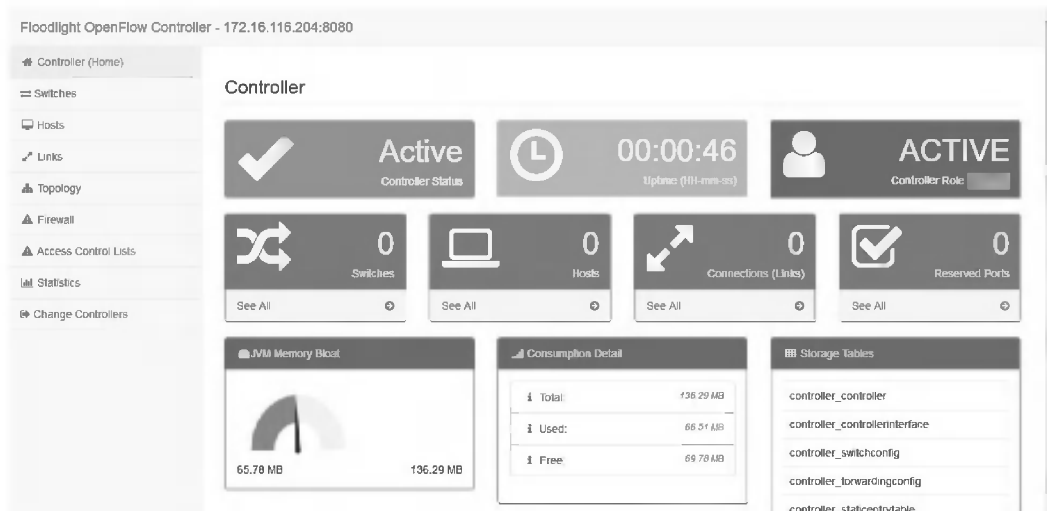 Floodlight OpenFlow Controller - 172.16.116.204:8080
Controller (Home)
Switches
Hosts
Links
Topology
Firewall
Access Control Lists
Statistics
Change Controllers
Controller
Active
Controller Status
00:00:46
Uptime (HH-mm-ss)
ACTIVE
Controller Role
0
Switches
See All
0
Hosts
See All
0
Connections (Links)
See All
0
Reserved Ports
See All
JVM Memory Bloat
65.78 MB
136.29 MB
Consumption Detail
Total: 136.29 MB
Used: 66.51 MB
Free: 69.78 MB
Storage Tables
controller_controller
controller_controllerinterface
controller_switchconfig
controller_forwardingconfig
controller_staticentrytable